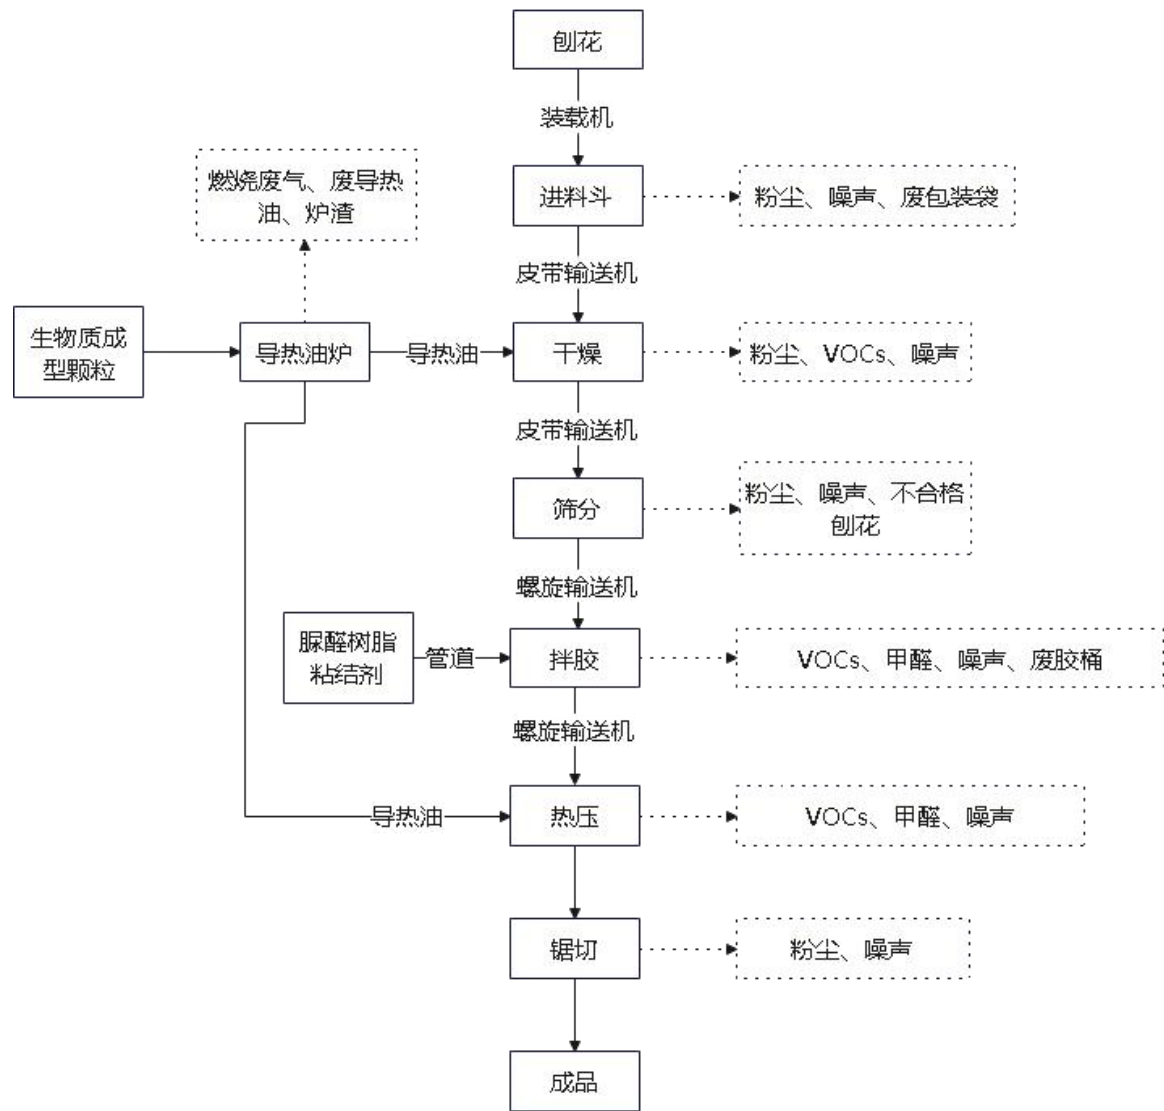 刨花
装载机
燃烧废气、废导热
油、炉渣
进料斗
粉尘、噪声、废包装袋
皮带输送机
生物质成
型颗粒
导热油炉
导热油
干燥
粉尘、VOCs、噪声
皮带输送机
筛分
粉尘、噪声、不合格
刨花
螺旋输送机
脲醛树脂
粘结剂
管道
拌胶
VOCs、甲醛、噪声、废胶桶
螺旋输送机
导热油
热压
VOCs、甲醛、噪声
锯切
粉尘、噪声
成品